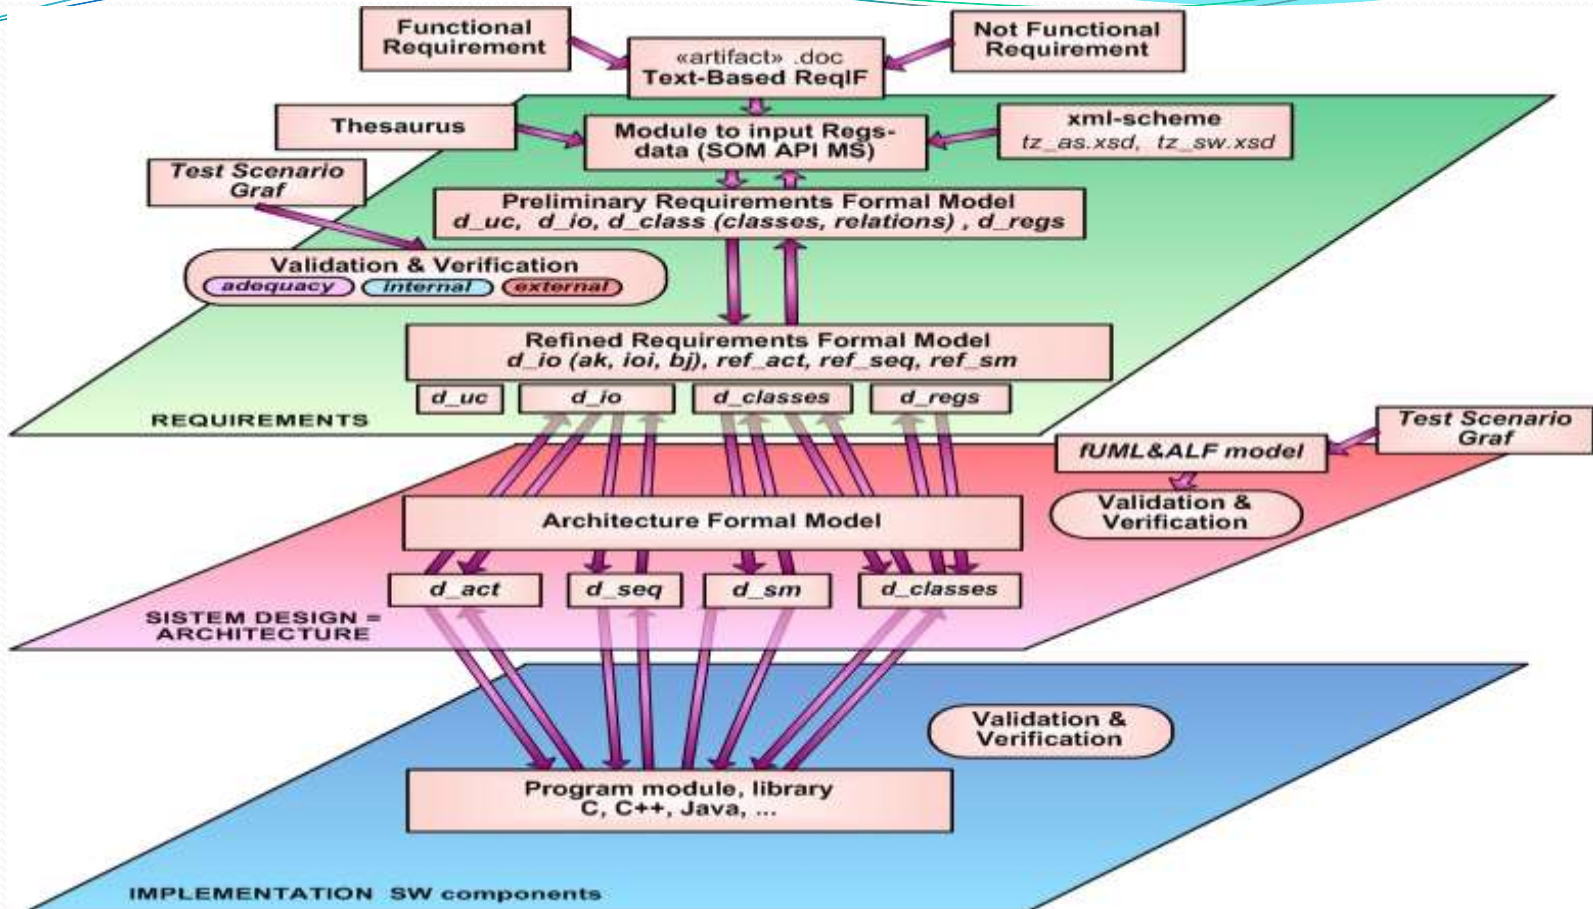 Functional
Requirement
Not Functional
Requirement
«artifact» .doc
Text-Based ReqIF
Thesaurus
Module to input Regs-
data (SOM API MS)
xml-scheme
tz_as.xsd, tz_sw.xsd
Test Scenario
Graf
Preliminary Requirements Formal Model
d_uc, d_io, d_class (classes, relations) , d_regs
Validation & Verification
adequacy internal external
Refined Requirements Formal Model
d_io (ak, ioi, bj), ref_act, ref_seq, ref_sm
d_uc d_io d_classes d_regs
REQUIREMENTS
Test Scenario
Graf
fUML&ALF model
Validation &
Verification
Architecture Formal Model
d_act d_seq d_sm d_classes
SISTEM DESIGN =
ARCHITECTURE
Validation &
Verification
Program module, library
C, C++, Java, ...
IMPLEMENTATION SW components